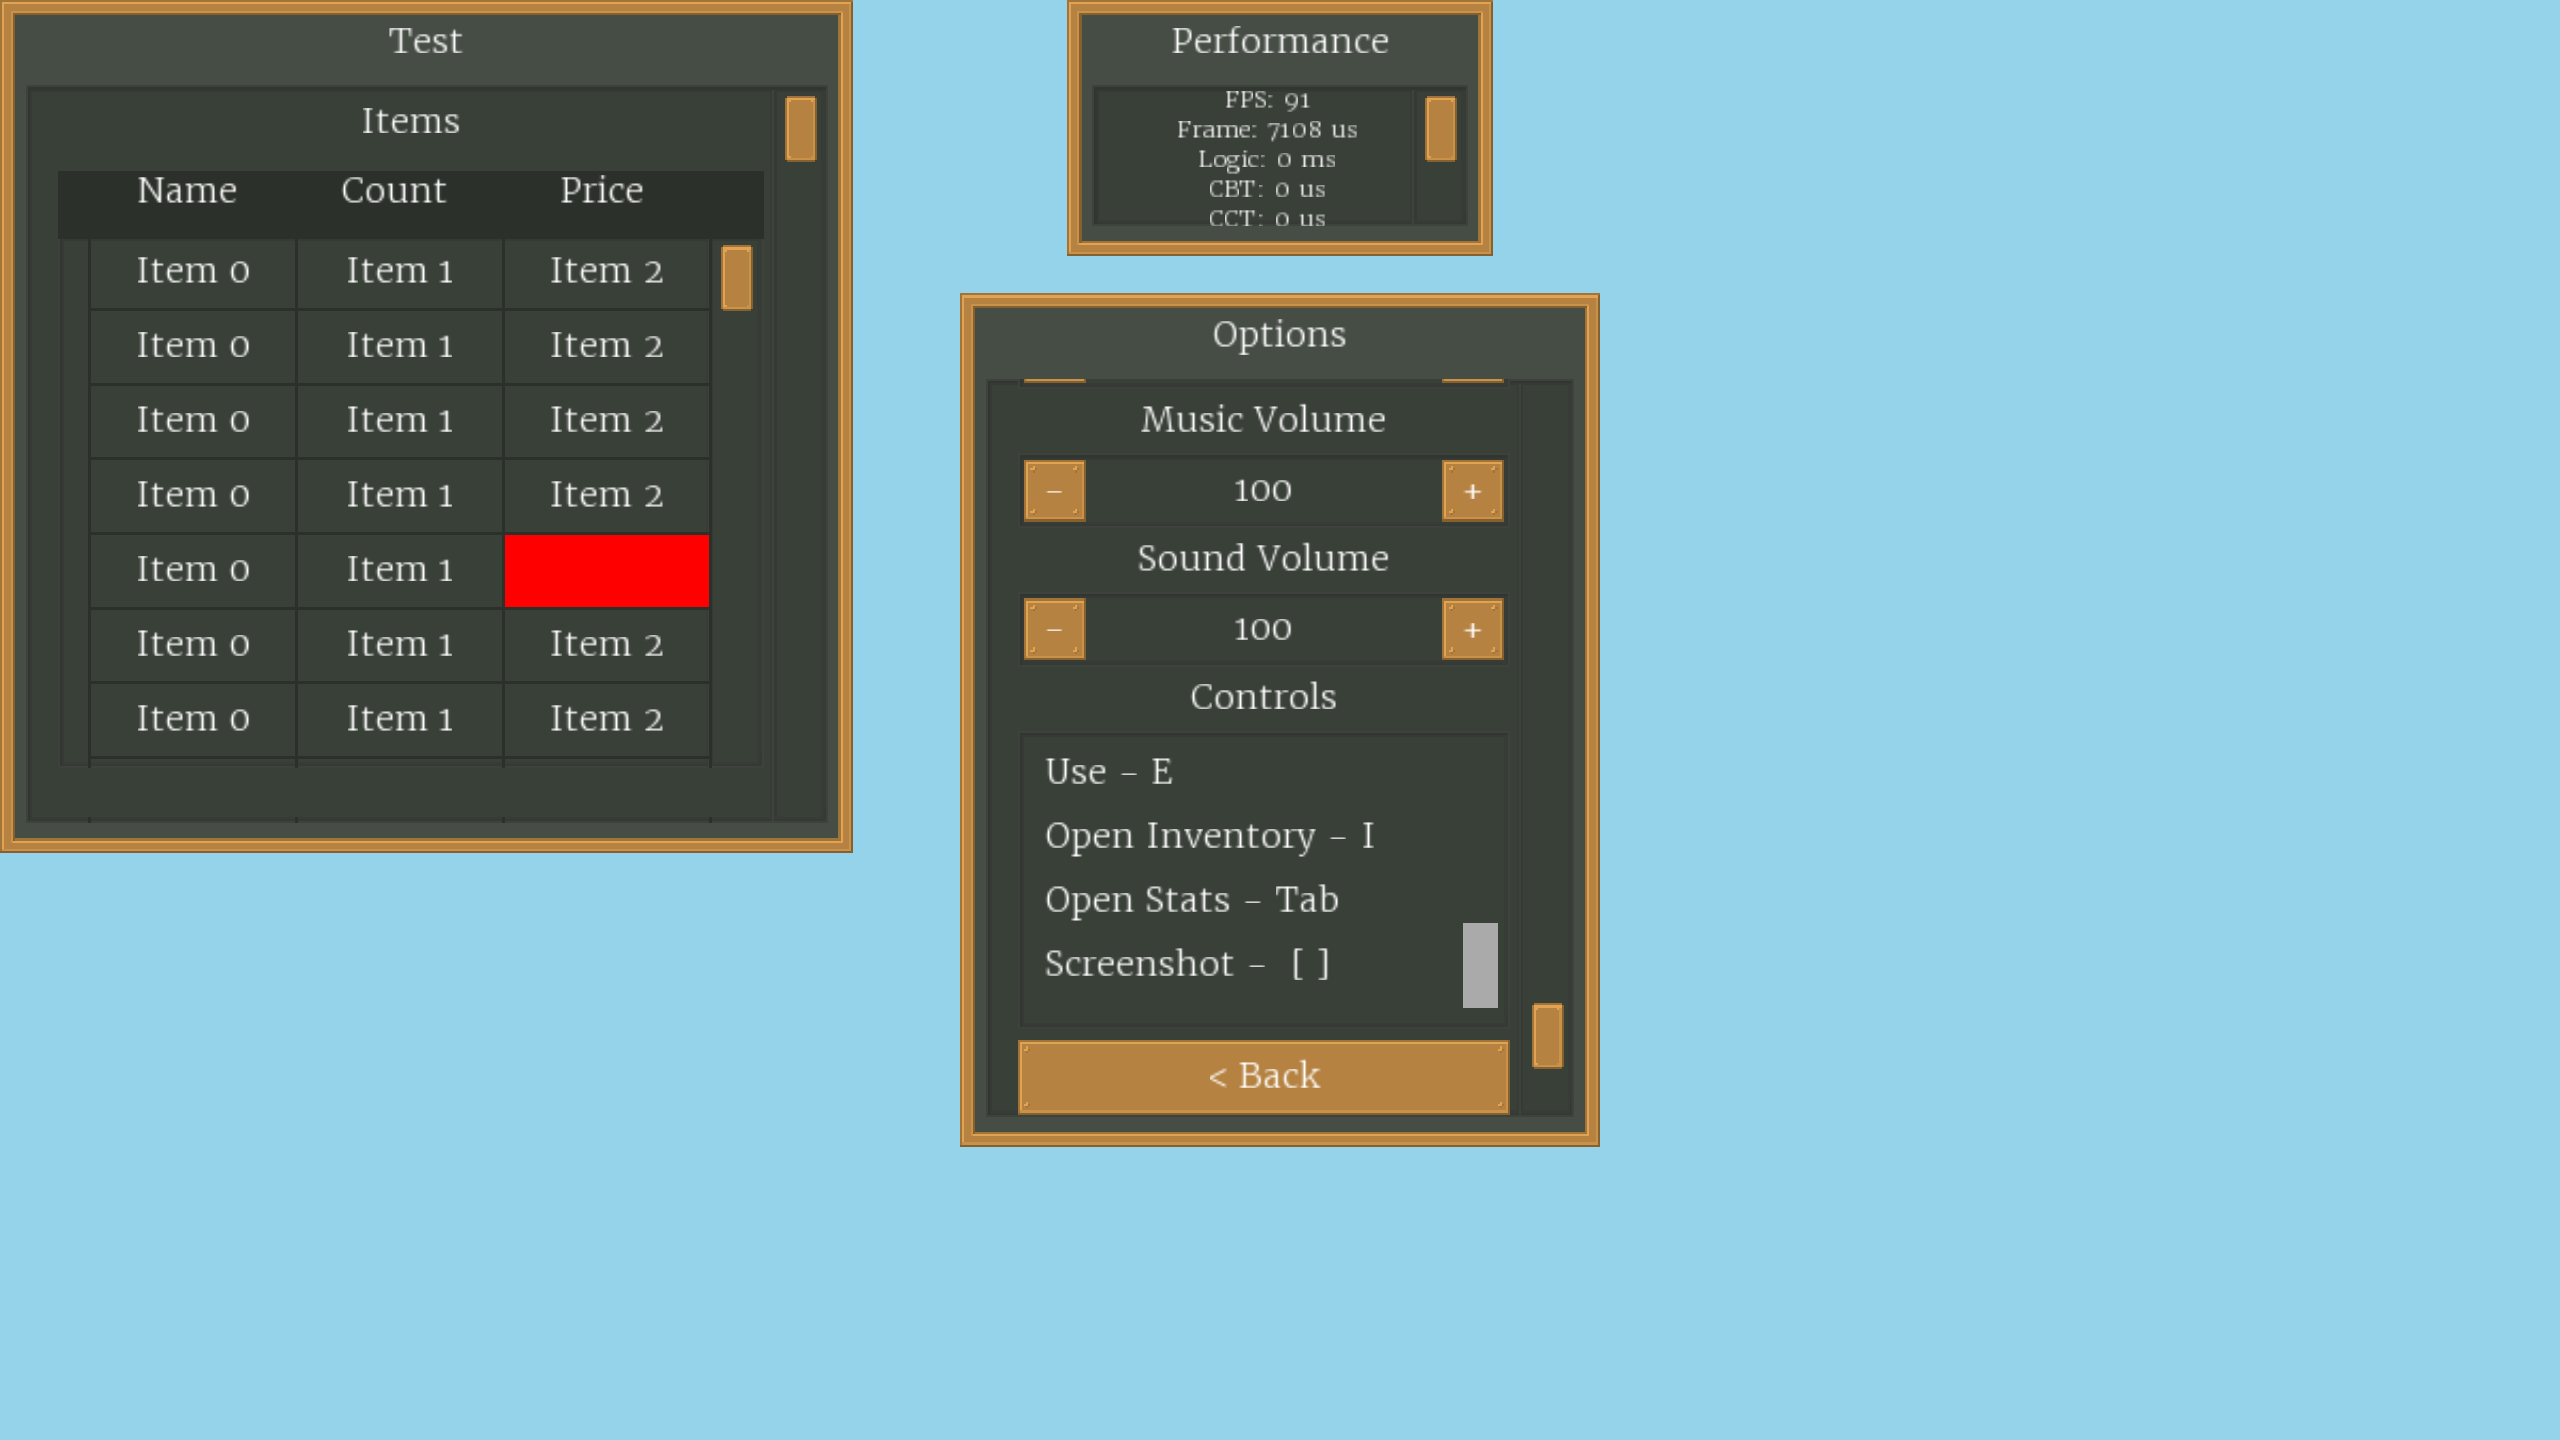 Test
Items
Name Count Price
Item 0 Item 1 Item 2
Item 0 Item 1 Item 2
Item 0 Item 1 Item 2
Item 0 Item 1 Item 2
Item 0 Item 1
Item 0 Item 1 Item 2
Item 0 Item 1 Item 2
Performance
FPS: 91
Frame: 7108 us
Logic: 0 ms
CBT: 0 us
CCT: 0 us
Options
Music Volume
- 100 +
Sound Volume
- 100 +
Controls
Use - E
Open Inventory - I
Open Stats - Tab
Screenshot - [ ]
< Back